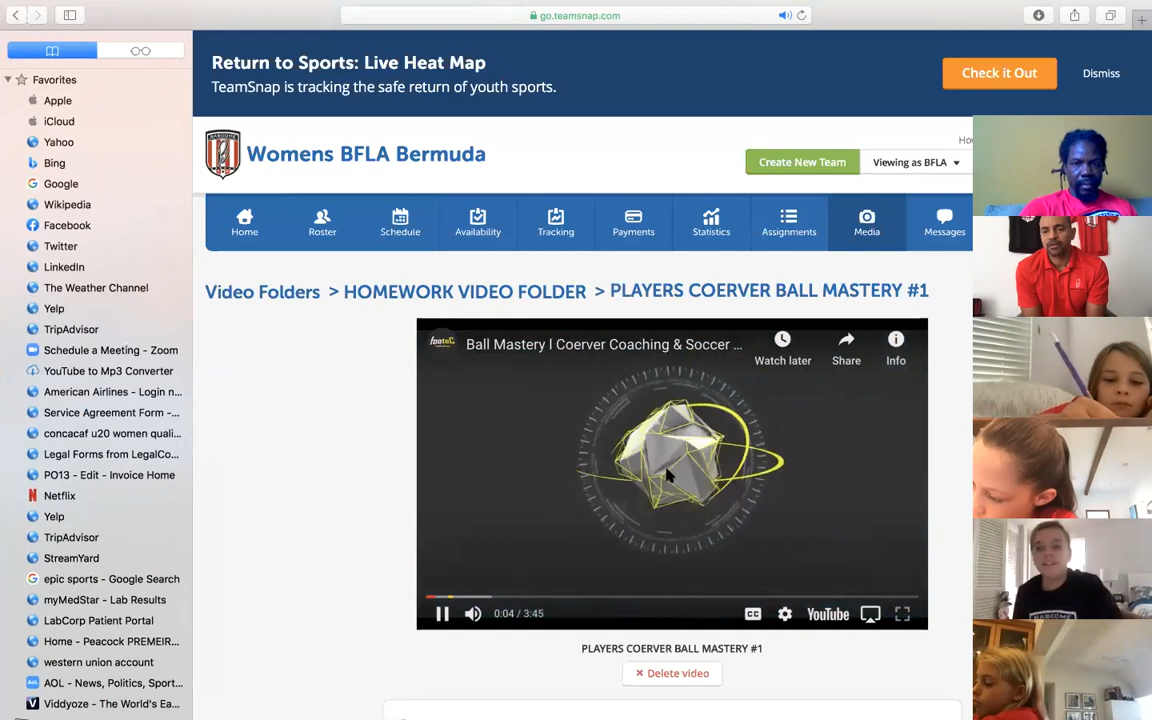 go.teamsnap.com
Favorites
Apple
iCloud
Yahoo
Bing
Google
Wikipedia
Facebook
Twitter
LinkedIn
The Weather Channel
Yelp
TripAdvisor
Schedule a Meeting - Zoom
YouTube to Mp3 Converter
American Airlines - Login n...
Service Agreement Form -...
concacaf u20 women quali...
Legal Forms from LegalCo...
PO13 - Edit - Invoice Home
Netflix
Yelp
TripAdvisor
StreamYard
epic sports - Google Search
myMedStar - Lab Results
LabCorp Patient Portal
Home - Peacock PREMEIR...
western union account
AOL - News, Politics, Sport...
Viddyoze - The World's Ea...
Return to Sports: Live Heat Map
TeamSnap is tracking the safe return of youth sports.
Check it Out
Dismiss
Womens BFLA Bermuda
Create New Team
Viewing as BFLA
Home
Roster
Schedule
Availability
Tracking
Payments
Statistics
Assignments
Media
Messages
Video Folders > HOMEWORK VIDEO FOLDER > PLAYERS COERVER BALL MASTERY #1
Ball Mastery l Coerver Coaching & Soccer ...
Watch later
Share
Info
0:04 / 3:45
CC
YouTube
PLAYERS COERVER BALL MASTERY #1
× Delete video